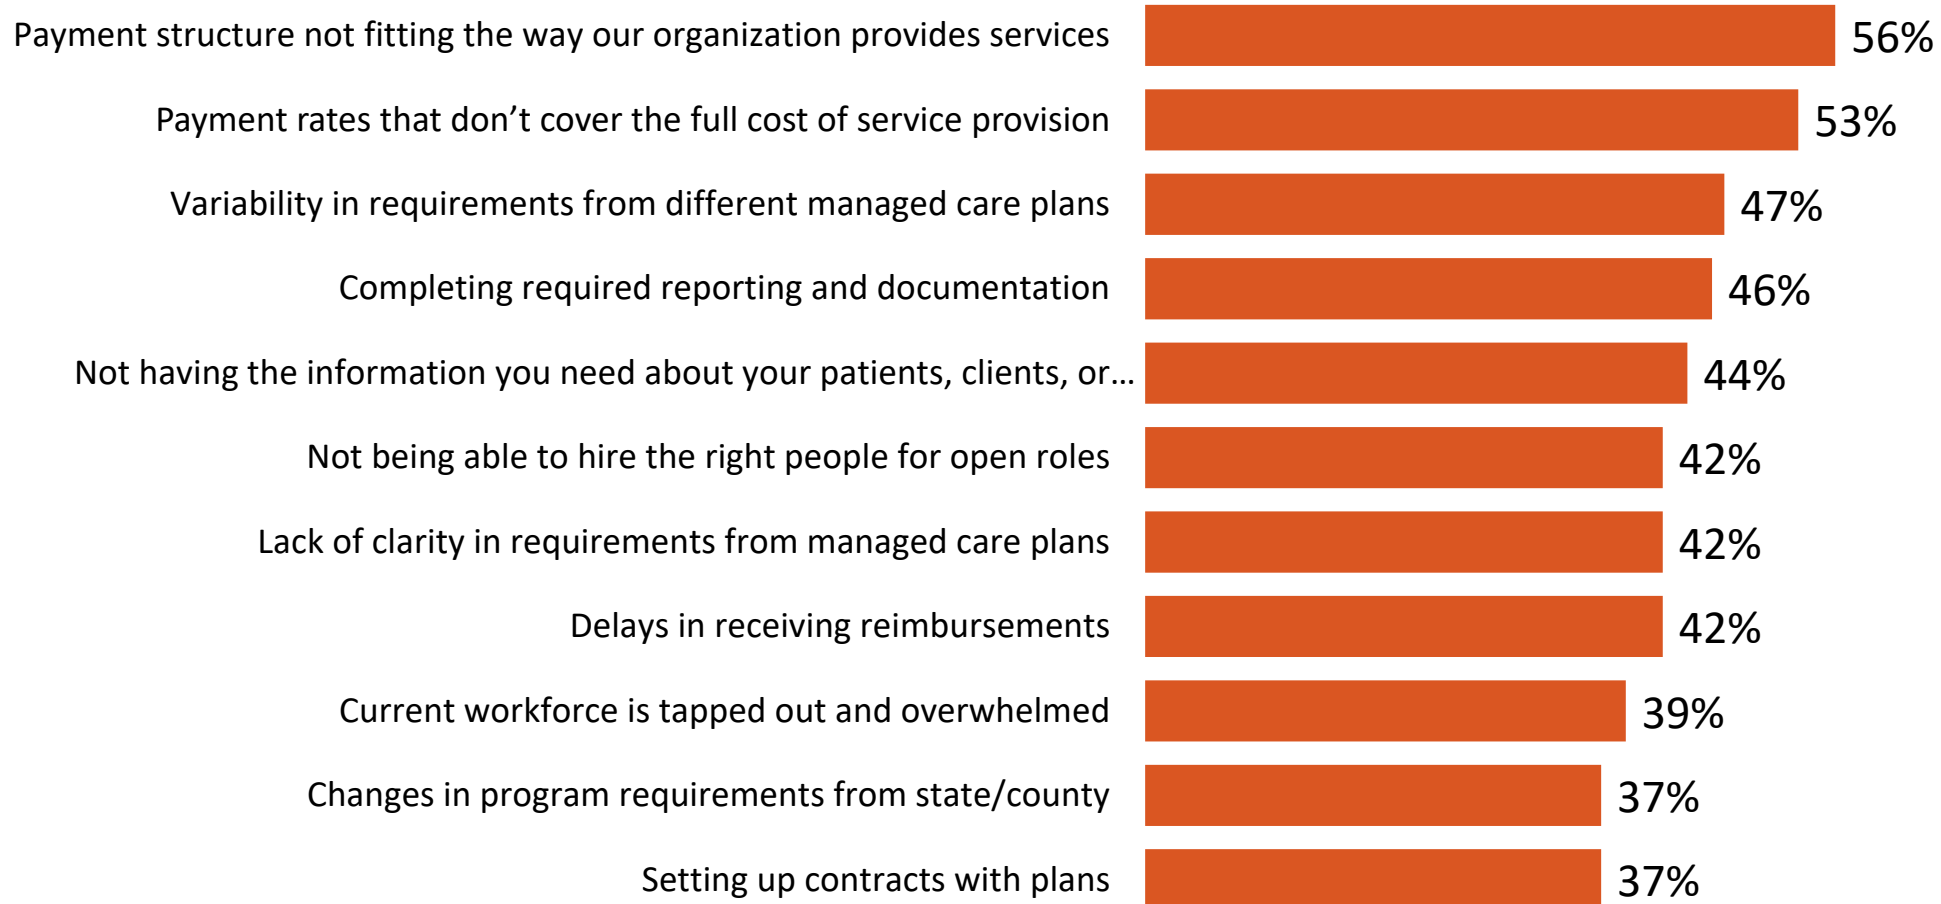 Payment structure not fitting the way our organization provides services 56%
Payment rates that don’t cover the full cost of service provision 53%
Variability in requirements from different managed care plans 47%
Completing required reporting and documentation 46%
Not having the information you need about your patients, clients, or… 44%
Not being able to hire the right people for open roles 42%
Lack of clarity in requirements from managed care plans 42%
Delays in receiving reimbursements 42%
Current workforce is tapped out and overwhelmed 39%
Changes in program requirements from state/county 37%
Setting up contracts with plans 37%